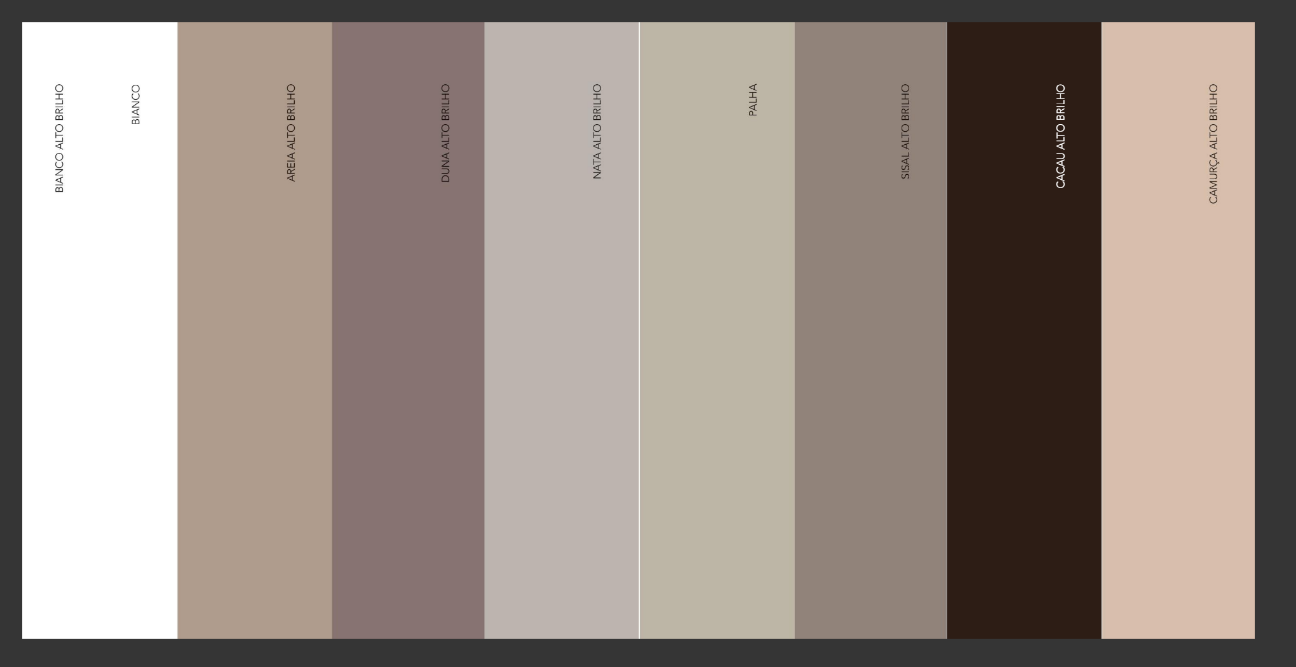 BIANCO ALTO BRILHO
BIANCO
AREIA ALTO BRILHO
DUNA ALTO BRILHO
NATA ALTO BRILHO
PALHA
SISAL ALTO BRILHO
CACAU ALTO BRILHO
CAMURÇA ALTO BRILHO